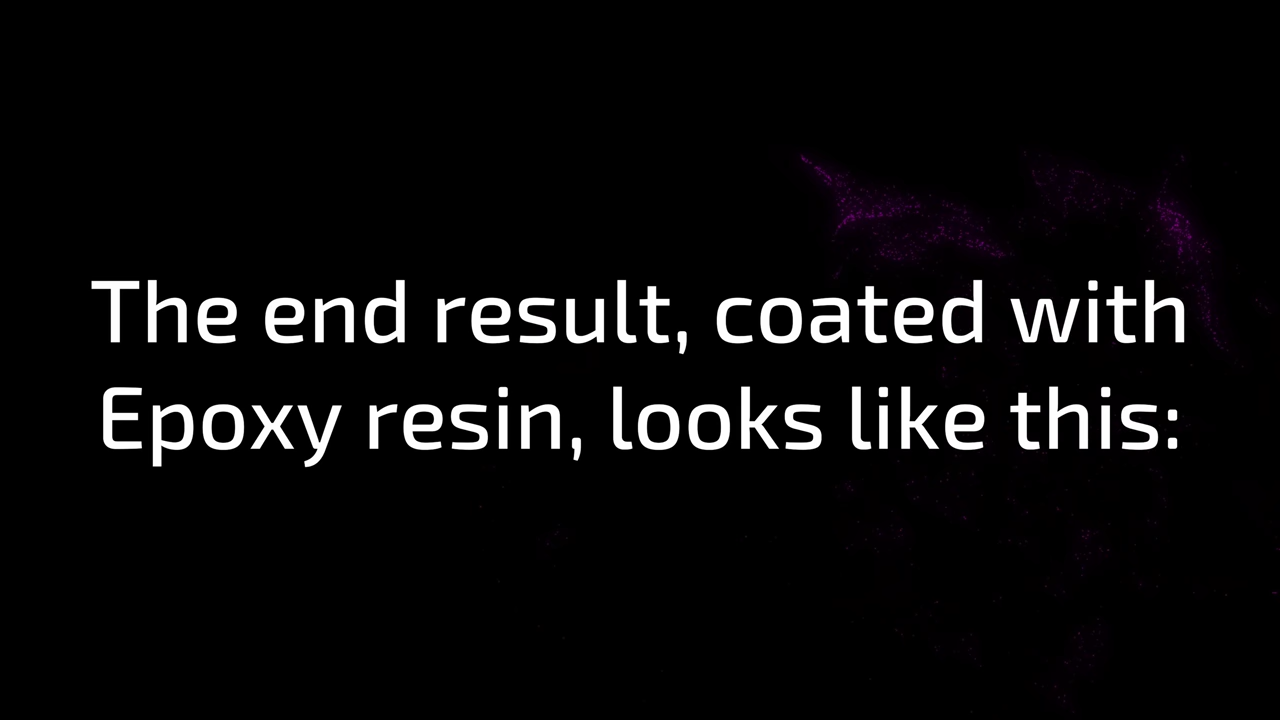 The end result, coated with
Epoxy resin, looks like this: